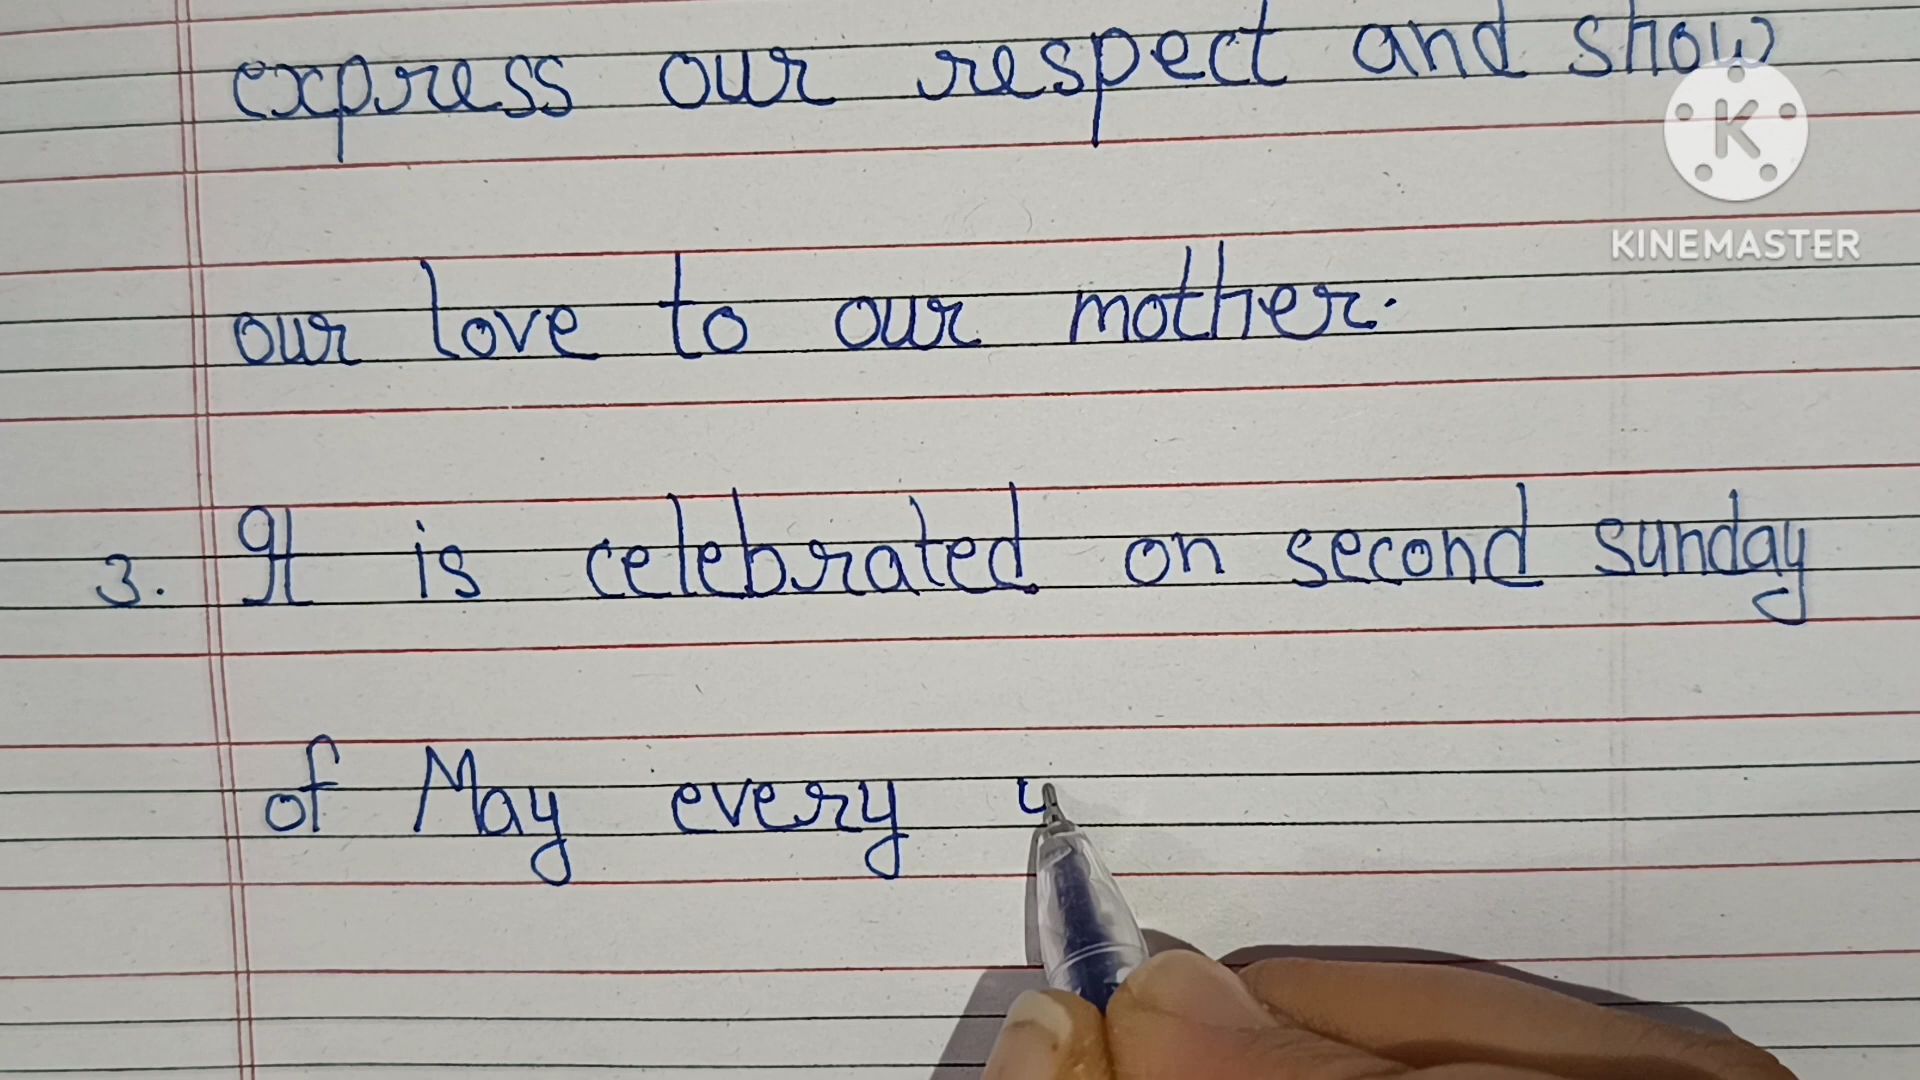 express our respect and show
KINEMASTER
our love to our mother.
3. It is celebrated on second sunday
of May every y